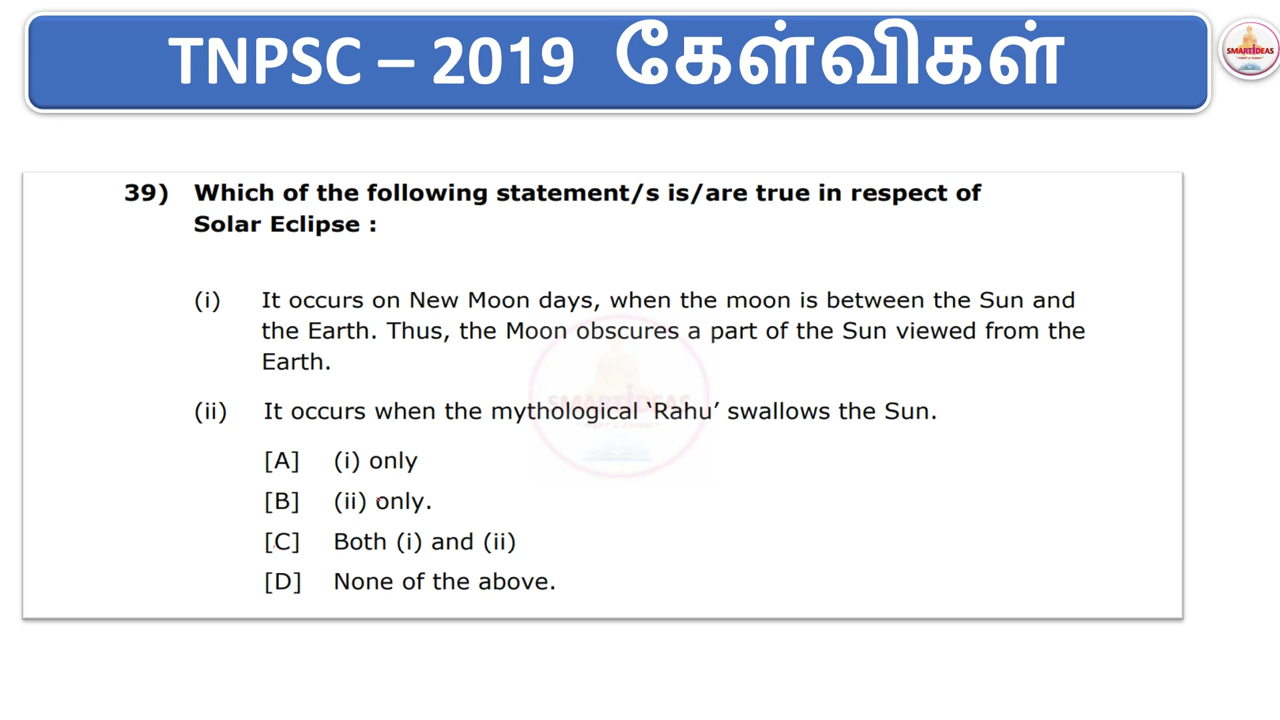 TNPSC – 2019 கேள்விகள்
SMARTIDEAS
39) Which of the following statement/s is/are true in respect of
Solar Eclipse :
(i) It occurs on New Moon days, when the moon is between the Sun and
the Earth. Thus, the Moon obscures a part of the Sun viewed from the
Earth.
(ii) It occurs when the mythological ‘Rahu’ swallows the Sun.
SMARTIDEAS
[A] (i) only
[B] (ii) only.
[C] Both (i) and (ii)
[D] None of the above.